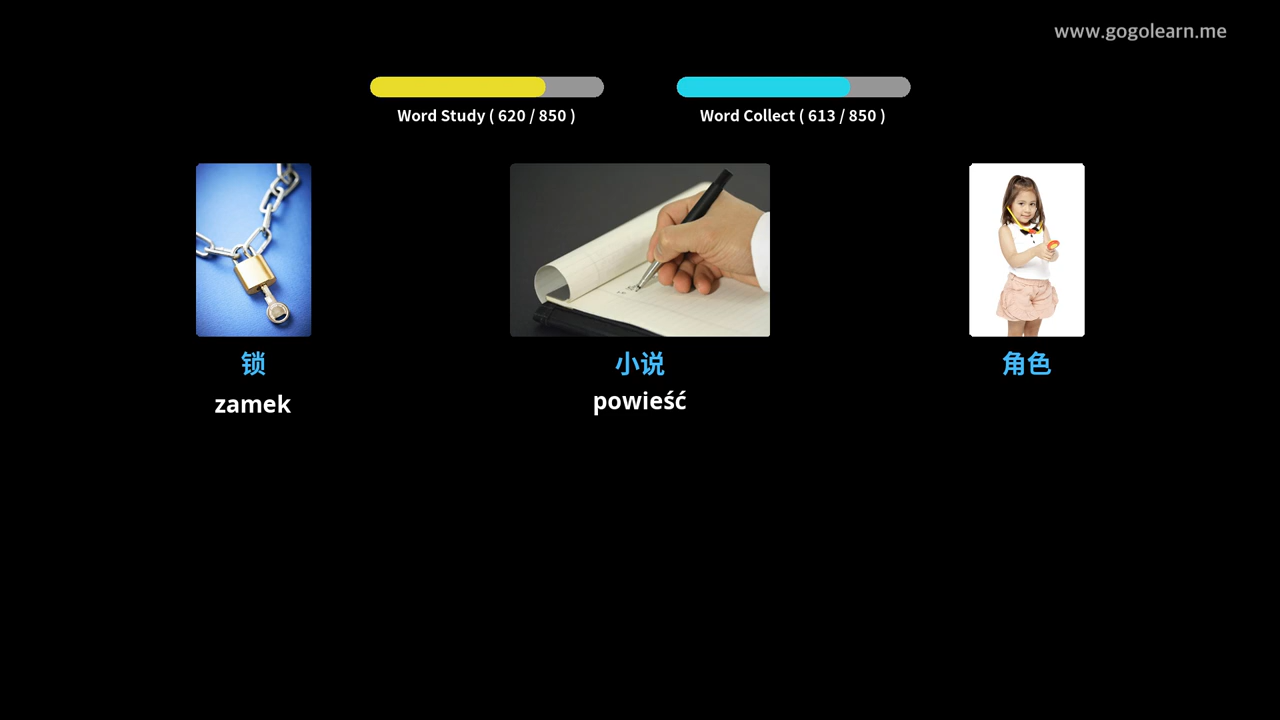 www.gogolearn.me
Word Study ( 620 / 850 )
Word Collect ( 613 / 850 )
锁
小说
角色
zamek
powieść